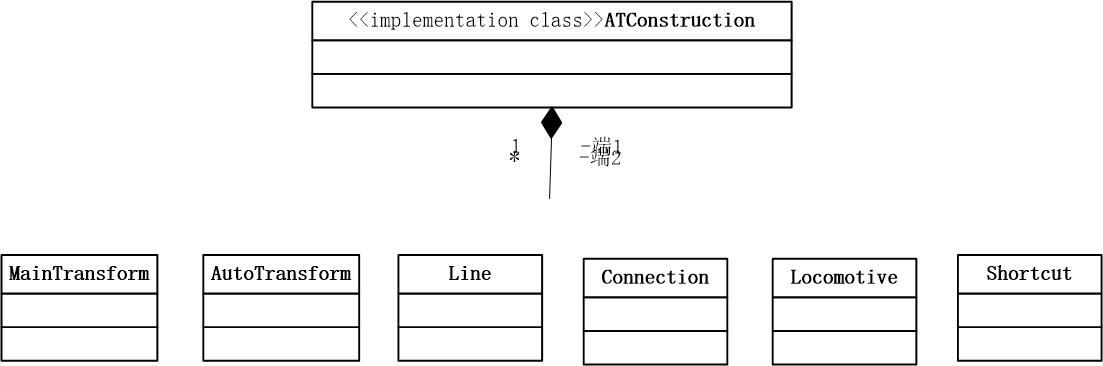 <<implementation class>>ATConstruction
1 -端1
* -端2
MainTransform AutoTransform Line Connection Locomotive Shortcut